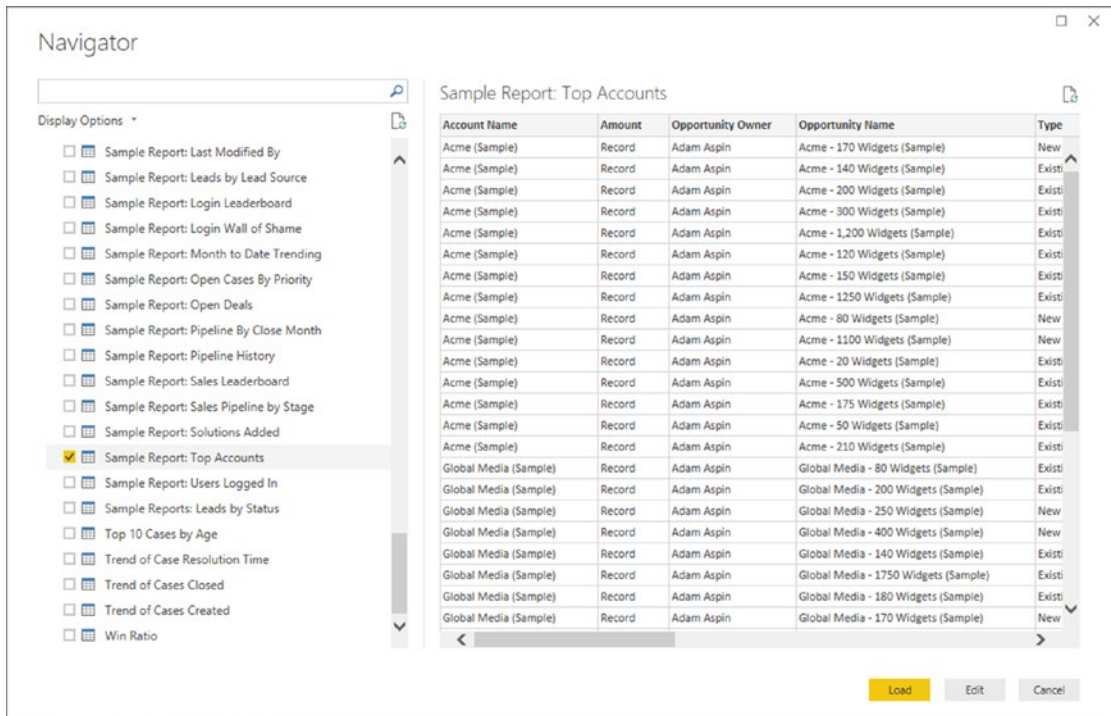 Navigator
Display Options
Sample Report: Last Modified By
Sample Report: Leads by Lead Source
Sample Report: Login Leaderboard
Sample Report: Login Wall of Shame
Sample Report: Month to Date Trending
Sample Report: Open Cases By Priority
Sample Report: Open Deals
Sample Report: Pipeline By Close Month
Sample Report: Pipeline History
Sample Report: Sales Leaderboard
Sample Report: Sales Pipeline by Stage
Sample Report: Solutions Added
Sample Report: Top Accounts
Sample Report: Users Logged In
Sample Reports: Leads by Status
Top 10 Cases by Age
Trend of Case Resolution Time
Trend of Cases Closed
Trend of Cases Created
Win Ratio
Sample Report: Top Accounts
Account Name Amount Opportunity Owner Opportunity Name Type
Acme (Sample) Record Adam Aspin Acme - 170 Widgets (Sample) New
Acme (Sample) Record Adam Aspin Acme - 140 Widgets (Sample) Existi
Acme (Sample) Record Adam Aspin Acme - 200 Widgets (Sample) Existi
Acme (Sample) Record Adam Aspin Acme - 300 Widgets (Sample) Existi
Acme (Sample) Record Adam Aspin Acme - 1,200 Widgets (Sample) Existi
Acme (Sample) Record Adam Aspin Acme - 120 Widgets (Sample) Existi
Acme (Sample) Record Adam Aspin Acme - 150 Widgets (Sample) Existi
Acme (Sample) Record Adam Aspin Acme - 1250 Widgets (Sample) Existi
Acme (Sample) Record Adam Aspin Acme - 80 Widgets (Sample) New
Acme (Sample) Record Adam Aspin Acme - 1100 Widgets (Sample) New
Acme (Sample) Record Adam Aspin Acme - 20 Widgets (Sample) Existi
Acme (Sample) Record Adam Aspin Acme - 500 Widgets (Sample) Existi
Acme (Sample) Record Adam Aspin Acme - 175 Widgets (Sample) Existi
Acme (Sample) Record Adam Aspin Acme - 50 Widgets (Sample) Existi
Acme (Sample) Record Adam Aspin Acme - 210 Widgets (Sample) Existi
Global Media (Sample) Record Adam Aspin Global Media - 80 Widgets (Sample) Existi
Global Media (Sample) Record Adam Aspin Global Media - 200 Widgets (Sample) Existi
Global Media (Sample) Record Adam Aspin Global Media - 250 Widgets (Sample) New
Global Media (Sample) Record Adam Aspin Global Media - 400 Widgets (Sample) New
Global Media (Sample) Record Adam Aspin Global Media - 140 Widgets (Sample) Existi
Global Media (Sample) Record Adam Aspin Global Media - 1750 Widgets (Sample) Existi
Global Media (Sample) Record Adam Aspin Global Media - 180 Widgets (Sample) Existi
Global Media (Sample) Record Adam Aspin Global Media - 170 Widgets (Sample) New
Load Edit Cancel